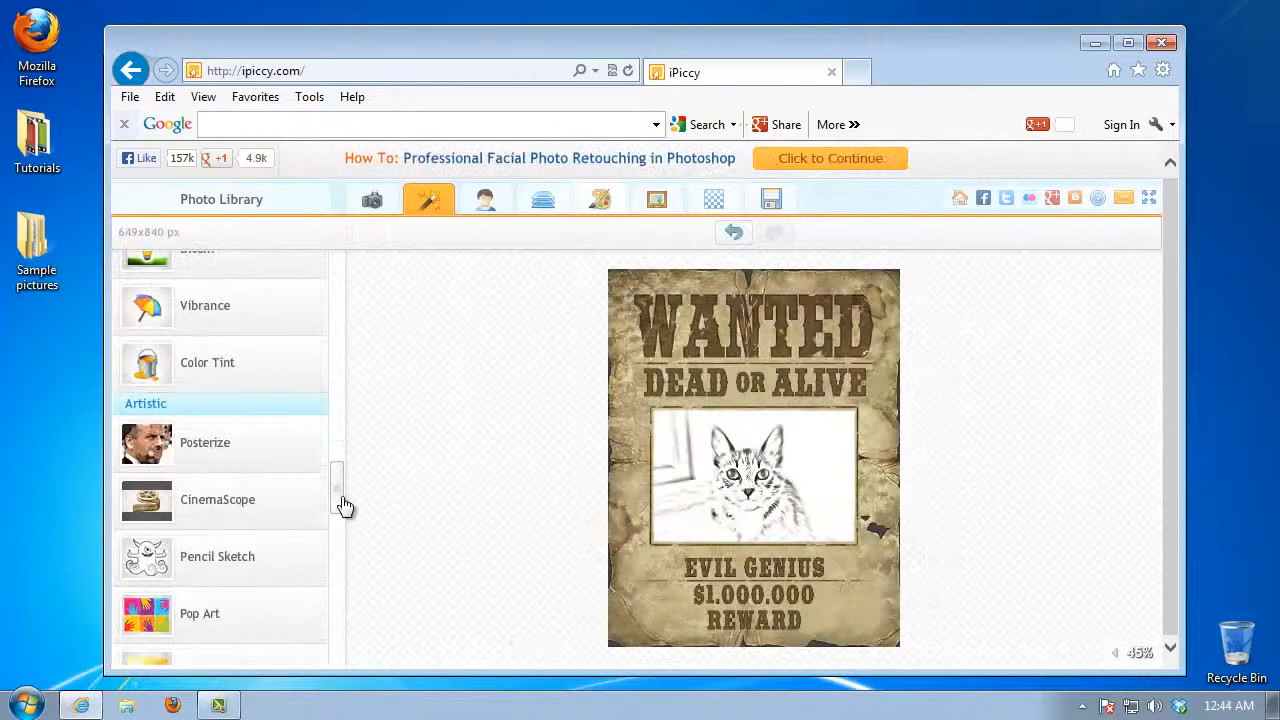 Mozilla
Firefox
Tutorials
Sample
pictures
http://ipiccy.com/
iPiccy
File Edit View Favorites Tools Help
Google
Search
Share
More
+1
Sign In
Like 157k +1 4.9k
How To: Professional Facial Photo Retouching in Photoshop
Click to Continue
Photo Library
649x840 px
Vibrance
Color Tint
Artistic
Posterize
CinemaScope
Pencil Sketch
Pop Art
WANTED
DEAD OR ALIVE
EVIL GENIUS
$1.000.000
REWARD
45%
Recycle Bin
12:44 AM